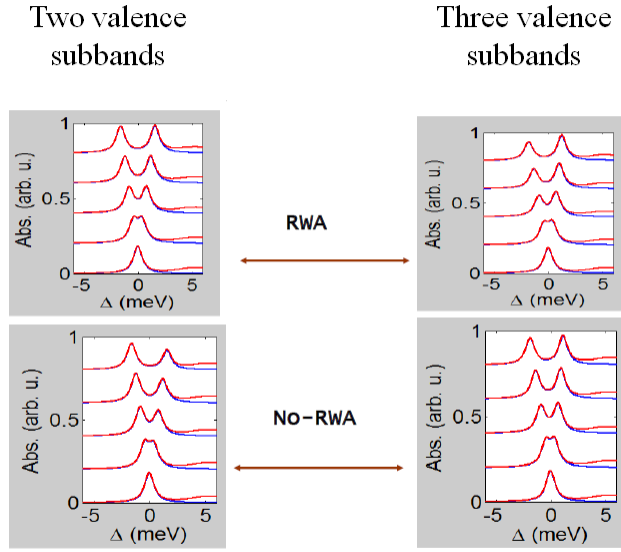 Two valence
subbands
Three valence
subbands
Abs. (arb. u.)
1
0.5
0
-5
0
5
Δ (meV)
RWA
Abs. (arb. u.)
1
0.5
0
-5
0
5
Δ (meV)
Abs. (arb. u.)
1
0.5
0
-5
0
5
Δ (meV)
No-RWA
Abs. (arb. u.)
1
0.5
0
-5
0
5
Δ (meV)